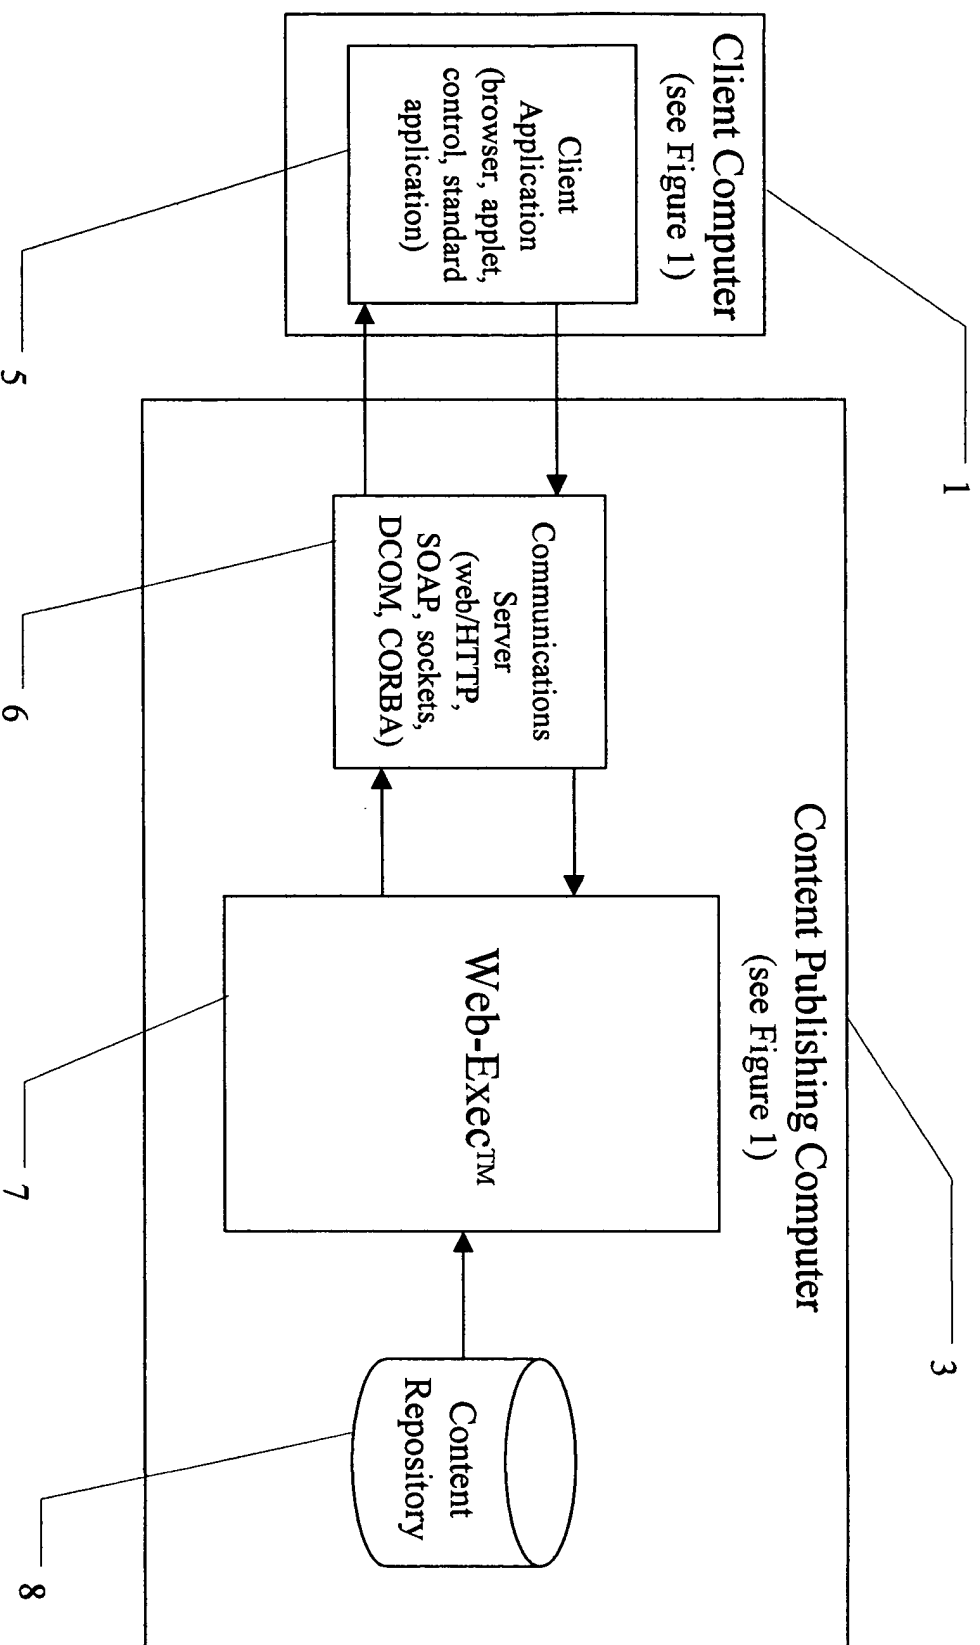 Client Computer
(see Figure 1)
Client
Application
(browser, applet,
control, standard
application)
1
5
Content Publishing Computer
(see Figure 1)
Communications
Server
(web/HTTP,
SOAP, sockets,
DCOM, CORBA)
6
Web-Exec™
7
3
Content
Repository
8